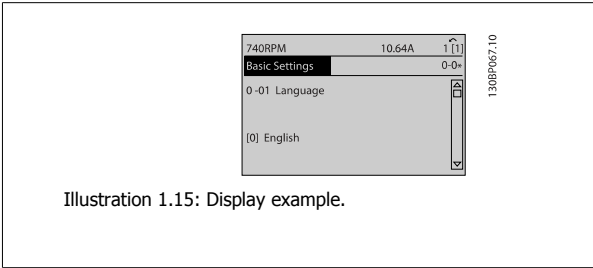 740RPM 10.64A 1 [1]
Basic Settings 0-0*
0 -01 Language
[0] English
130BP067.10
Illustration 1.15: Display example.